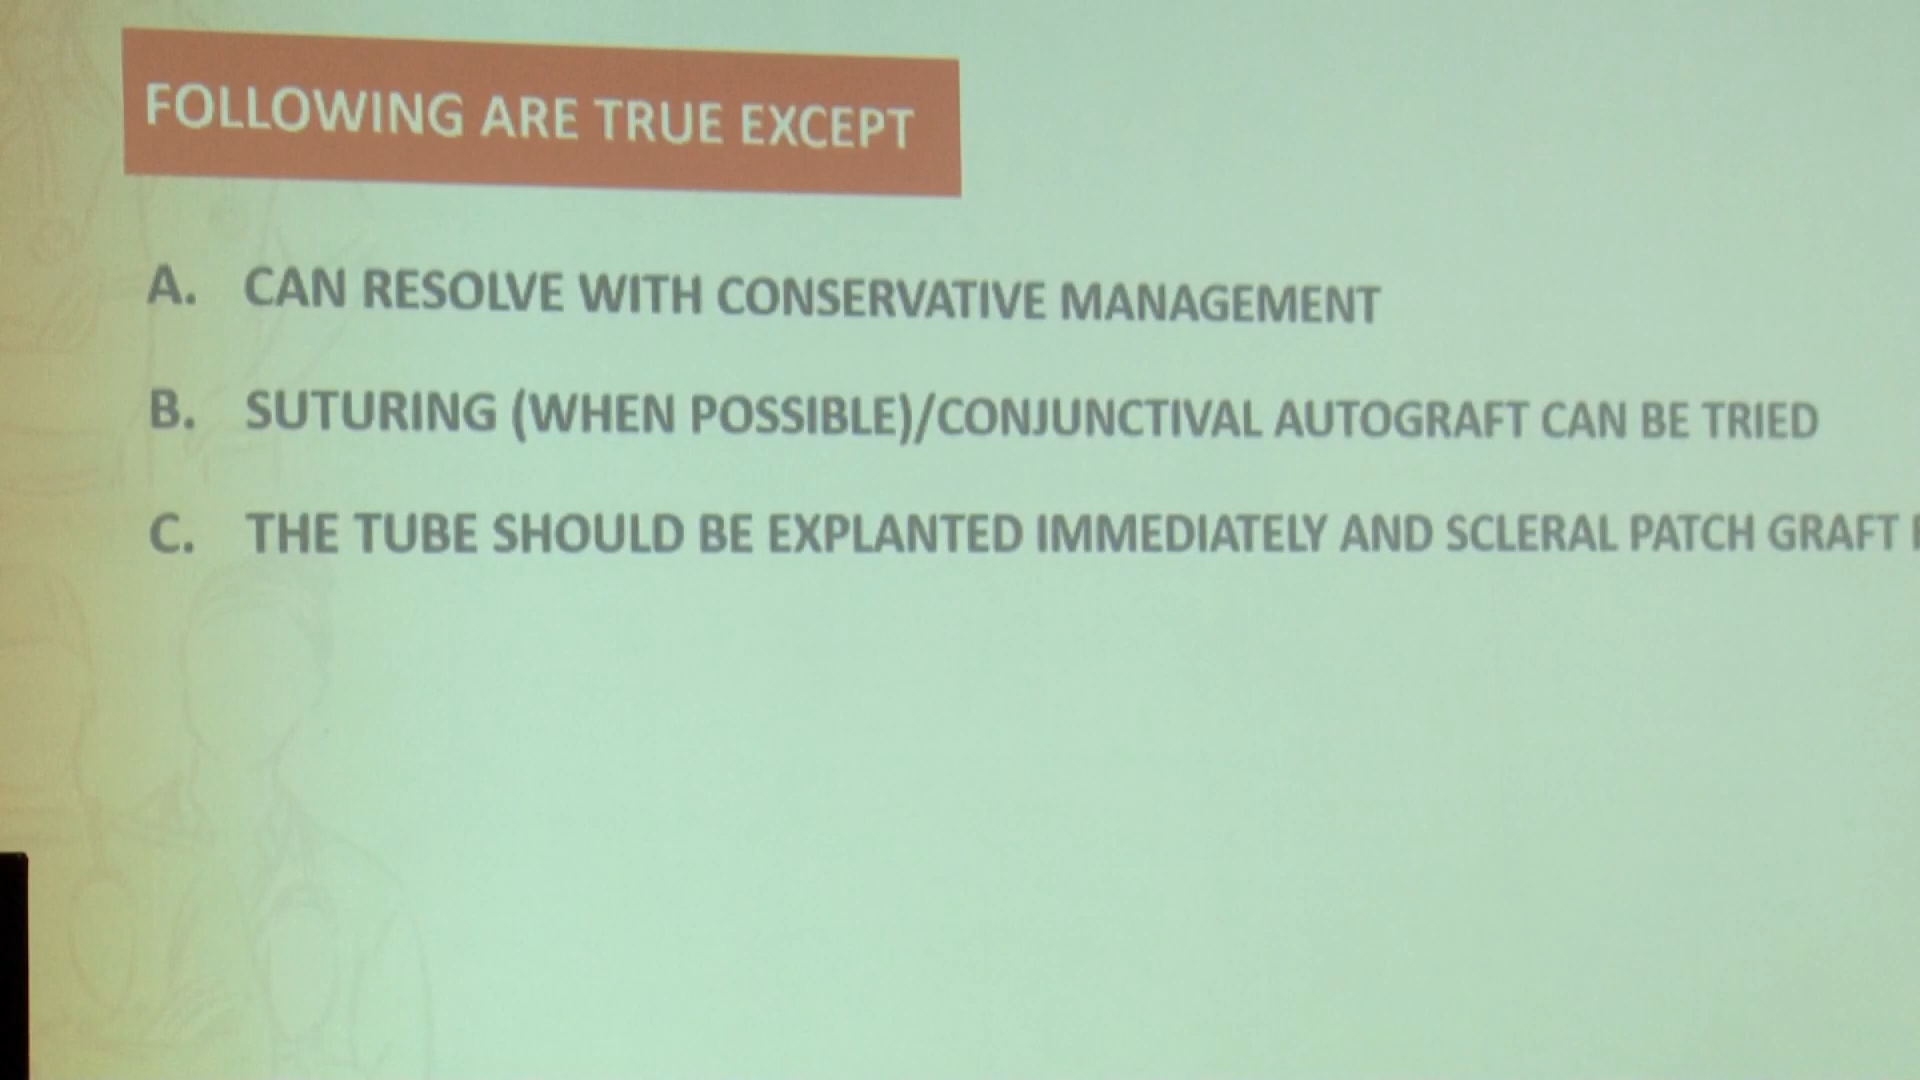 FOLLOWING ARE TRUE EXCEPT
A. CAN RESOLVE WITH CONSERVATIVE MANAGEMENT
B. SUTURING (WHEN POSSIBLE)/CONJUNCTIVAL AUTOGRAFT CAN BE TRIED
C. THE TUBE SHOULD BE EXPLANTED IMMEDIATELY AND SCLERAL PATCH GRAFT